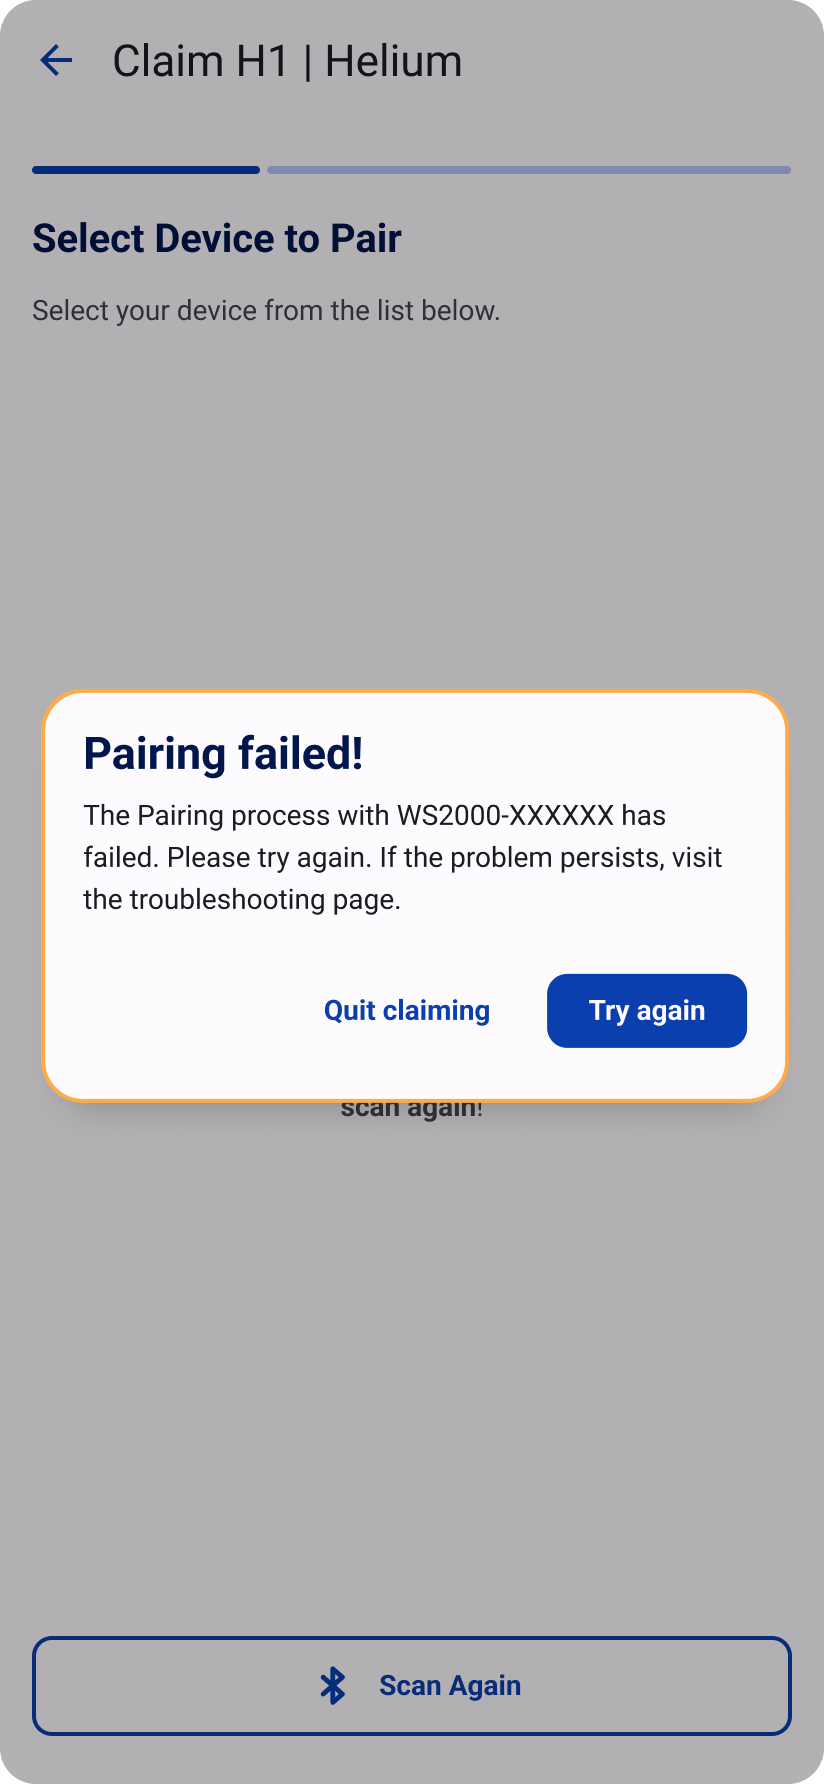 Claim H1 | Helium
Select Device to Pair
Select your device from the list below.
Pairing failed!
The Pairing process with WS2000-XXXXXX has
failed. Please try again. If the problem persists, visit
the troubleshooting page.
Quit claiming
Try again
scan again!
Scan Again